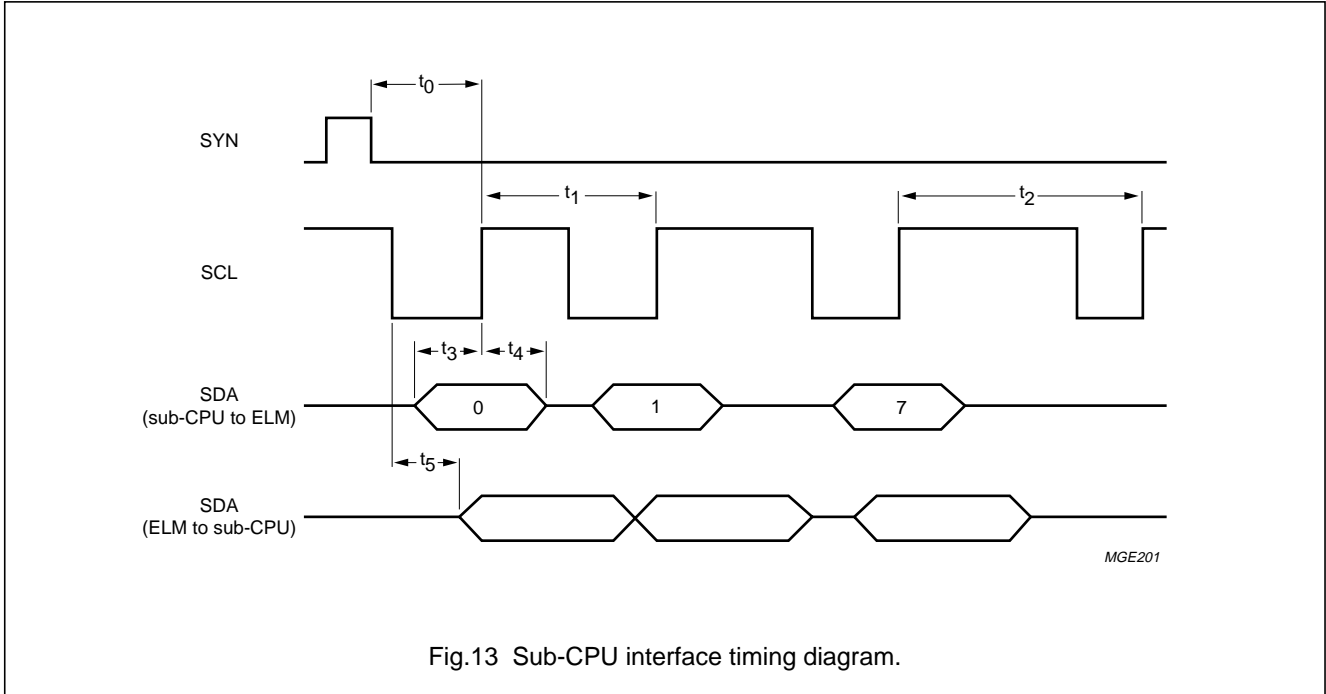 t0
SYN
t1
t2
SCL
t3
t4
SDA
(sub-CPU to ELM)
0
1
7
t5
SDA
(ELM to sub-CPU)
MGE201
Fig.13 Sub-CPU interface timing diagram.